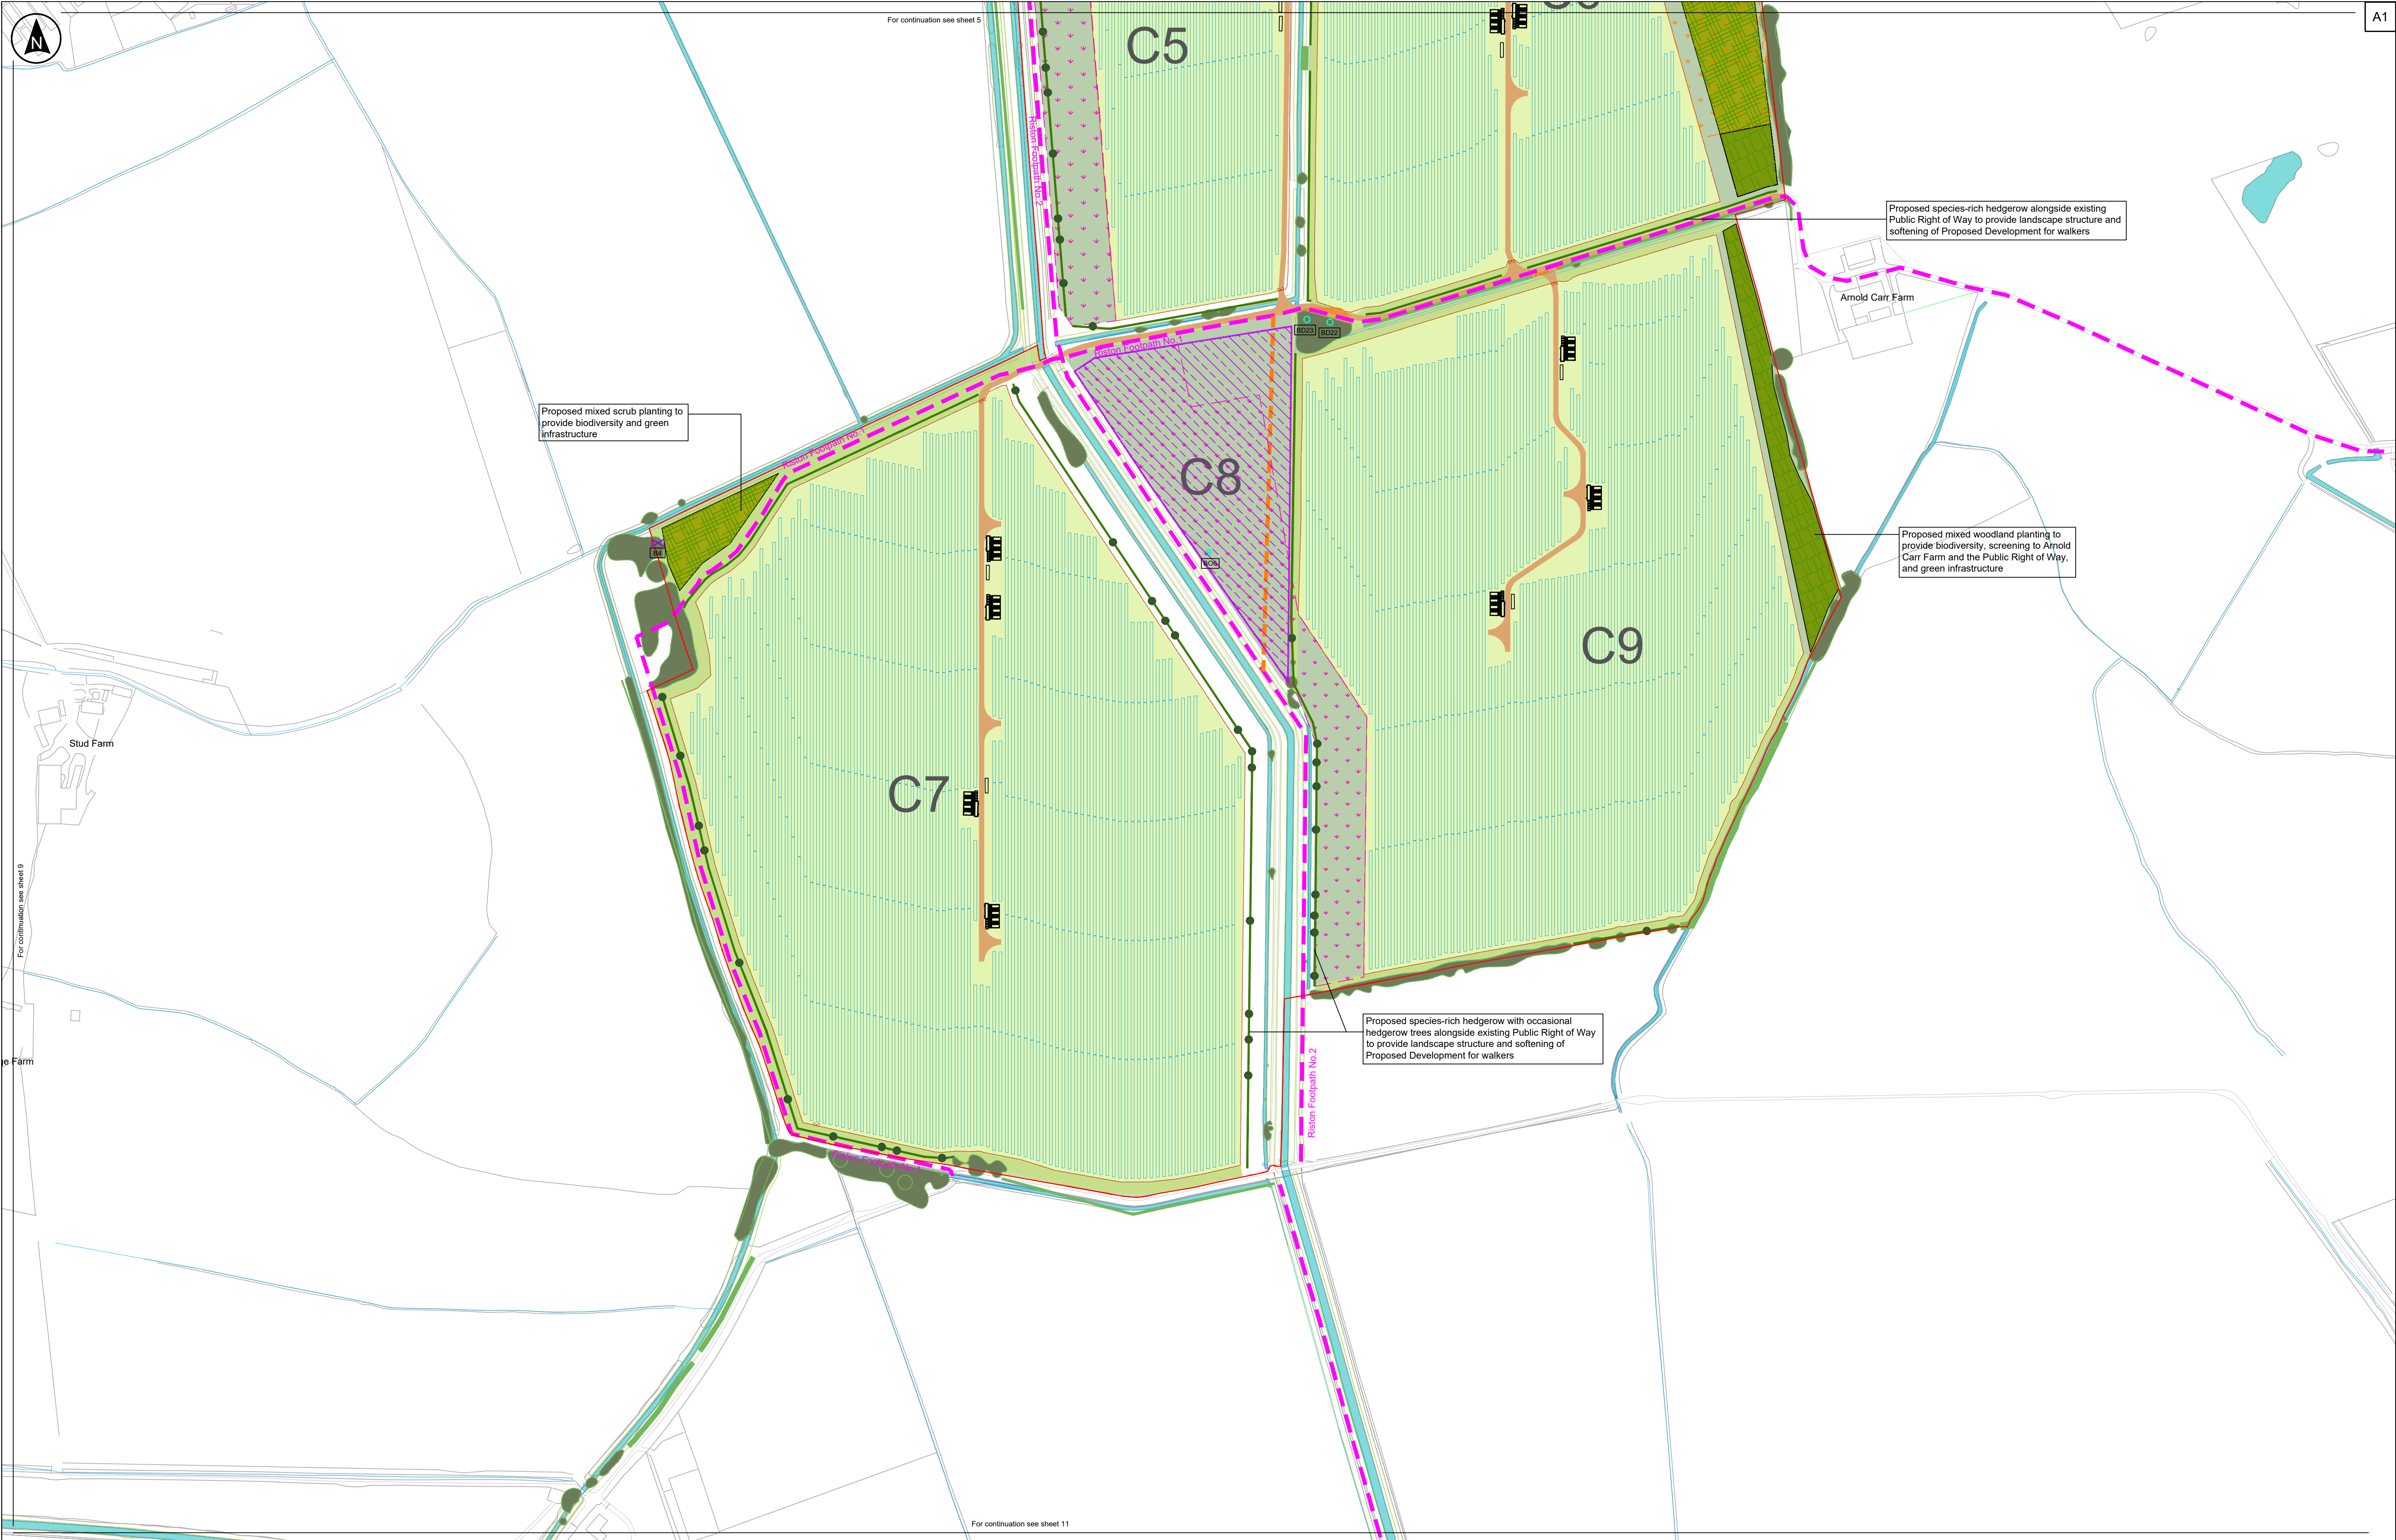 For continuation see sheet 5
A1
N
C5
Riston Footpath No.2
Proposed species-rich hedgerow alongside existing
Public Right of Way to provide landscape structure and
softening of Proposed Development for walkers
Arnold Carr Farm
BD23
BD22
Riston Footpath No.1
Proposed mixed scrub planting to
provide biodiversity and green
infrastructure
Riston Footpath No.1
C8
B4
BO6
Proposed mixed woodland planting to
provide biodiversity, screening to Arnold
Carr Farm and the Public Right of Way,
and green infrastructure
C9
Stud Farm
C7
For continuation see sheet 9
Proposed species-rich hedgerow with occasional
hedgerow trees alongside existing Public Right of Way
to provide landscape structure and softening of
Proposed Development for walkers
Farm
Riston Footpath No.2
Riston Footpath No.1
For continuation see sheet 11